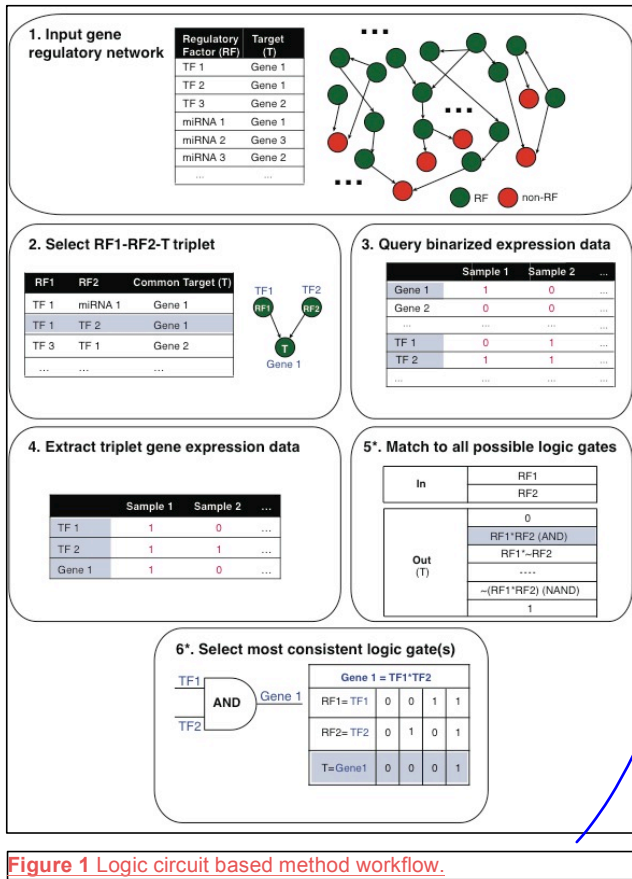 1. Input gene
regulatory network
Regulatory Factor (RF) Target (T)
TF 1 Gene 1
TF 2 Gene 1
TF 3 Gene 2
miRNA 1 Gene 1
miRNA 2 Gene 3
miRNA 3 Gene 2
... ...
...
...
...
RF non-RF
2. Select RF1-RF2-T triplet
RF1 RF2 Common Target (T)
TF 1 miRNA 1 Gene 1
TF 1 TF 2 Gene 1
TF 3 TF 1 Gene 2
... ... ...
TF1 TF2
RF1 RF2
T
Gene 1
3. Query binarized expression data
Sample 1 Sample 2 ...
Gene 1 1 0 ...
Gene 2 0 0 ...
... ... ... ...
TF 1 0 1 ...
TF 2 1 1 ...
... ... ... ...
4. Extract triplet gene expression data
Sample 1 Sample 2 ...
TF 1 1 0 ...
TF 2 1 1 ...
Gene 1 1 0 ...
5*. Match to all possible logic gates
In
RF1
RF2
Out
(T)
0
RF1*RF2 (AND)
RF1*~RF2
----
~(RF1*RF2) (NAND)
1
6*. Select most consistent logic gate(s)
TF1
TF2
AND
Gene 1
Gene 1 = TF1*TF2
RF1= TF1 0 0 1 1
RF2= TF2 0 1 0 1
T=Gene1 0 0 0 1
Figure 1 Logic circuit based method workflow.